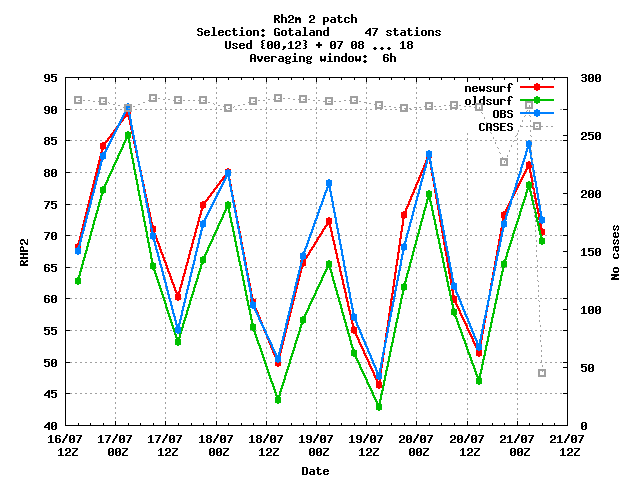 Rh2m 2 patch
Selection: Gotaland 47 stations
Used {00,12} + 07 08 ... 18
Averaging window: 6h
newsurf
oldsurf
OBS
CASES
95
90
85
80
75
70
65
60
55
50
45
40
300
250
200
150
100
50
0
RHP2
No cases
16/07 17/07 17/07 18/07 18/07 19/07 19/07 20/07 20/07 21/07 21/07
12Z 00Z 12Z 00Z 12Z 00Z 12Z 00Z 12Z 00Z 12Z
Date